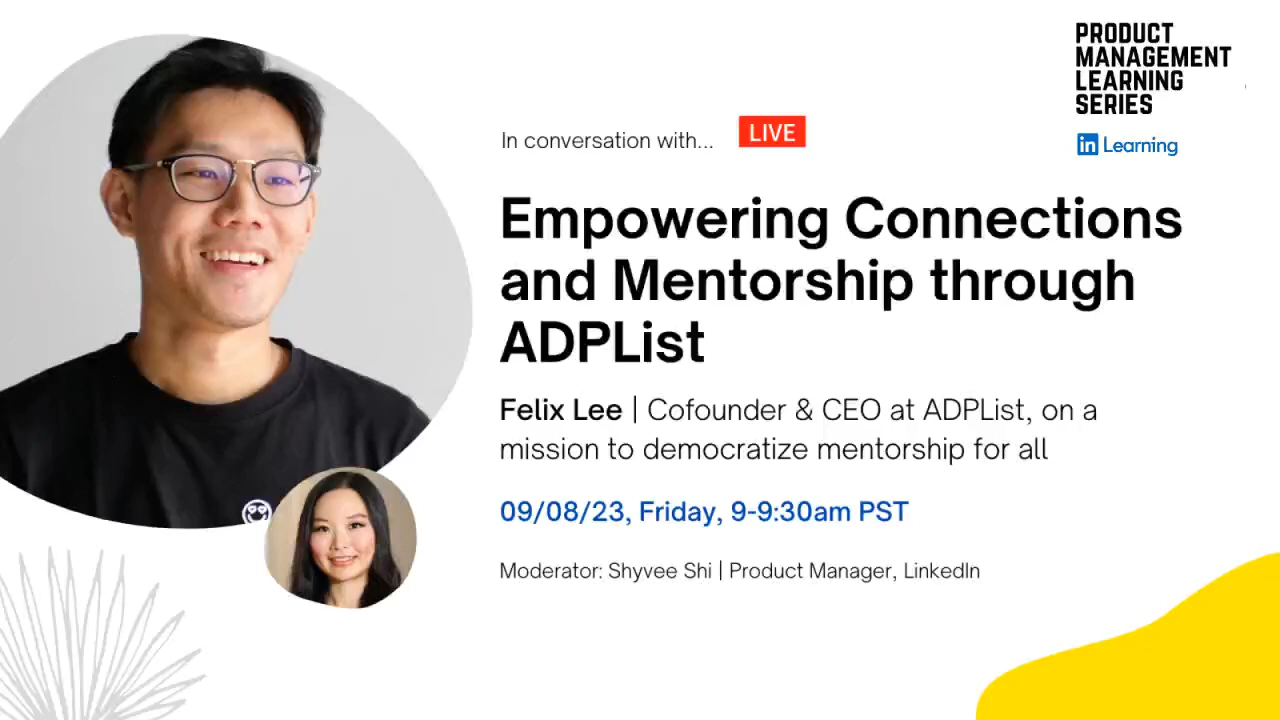 PRODUCT
MANAGEMENT
LEARNING
SERIES
in Learning
In conversation with... LIVE
Empowering Connections
and Mentorship through
ADPList
Felix Lee | Cofounder & CEO at ADPList, on a
mission to democratize mentorship for all
09/08/23, Friday, 9-9:30am PST
Moderator: Shyvee Shi | Product Manager, LinkedIn